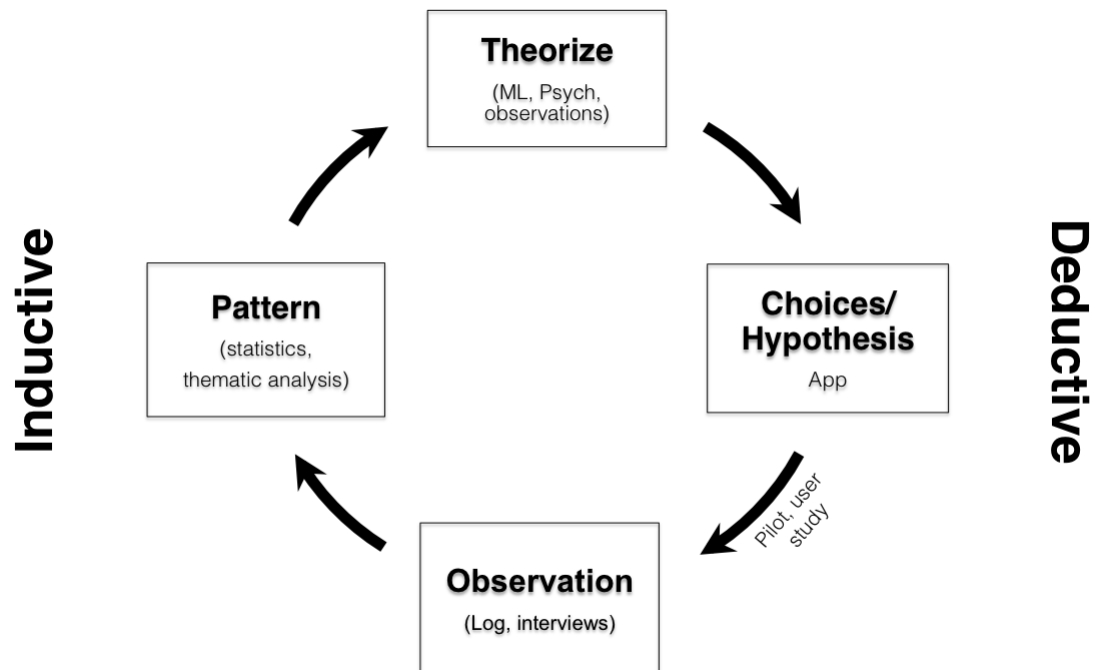 Theorize
(ML, Psych,
observations)
Inductive
Pattern
(statistics,
thematic analysis)
Choices/
Hypothesis
App
Deductive
Pilot, user
study
Observation
(Log, interviews)